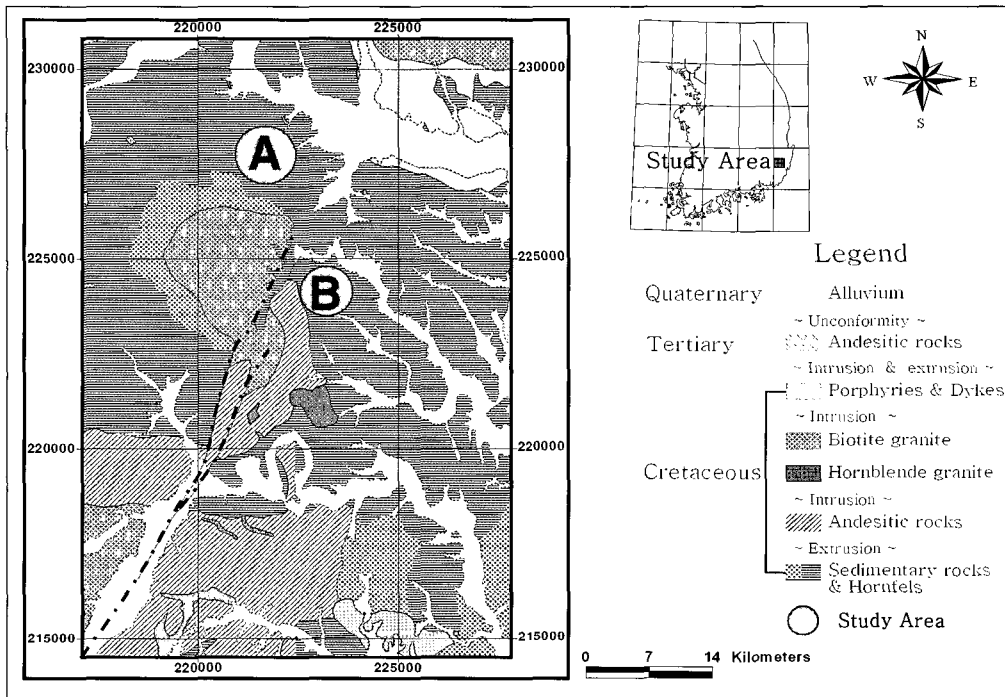 220000
225000
230000
230000
A
225000
225000
B
220000
220000
215000
215000
220000
225000
Study Area
N
W
E
S
Legend
Quaternary
Alluvium
~ Unconformity ~
Tertiary
Andesitic rocks
~ Intrusion & extrusion ~
Porphyries & Dykes
~ Intrusion ~
Biotite granite
Cretaceous
Hornblende granite
~ Intrusion ~
Andesitic rocks
~ Extrusion ~
Sedimentary rocks
& Hornfels
Study Area
0 7 14 Kilometers